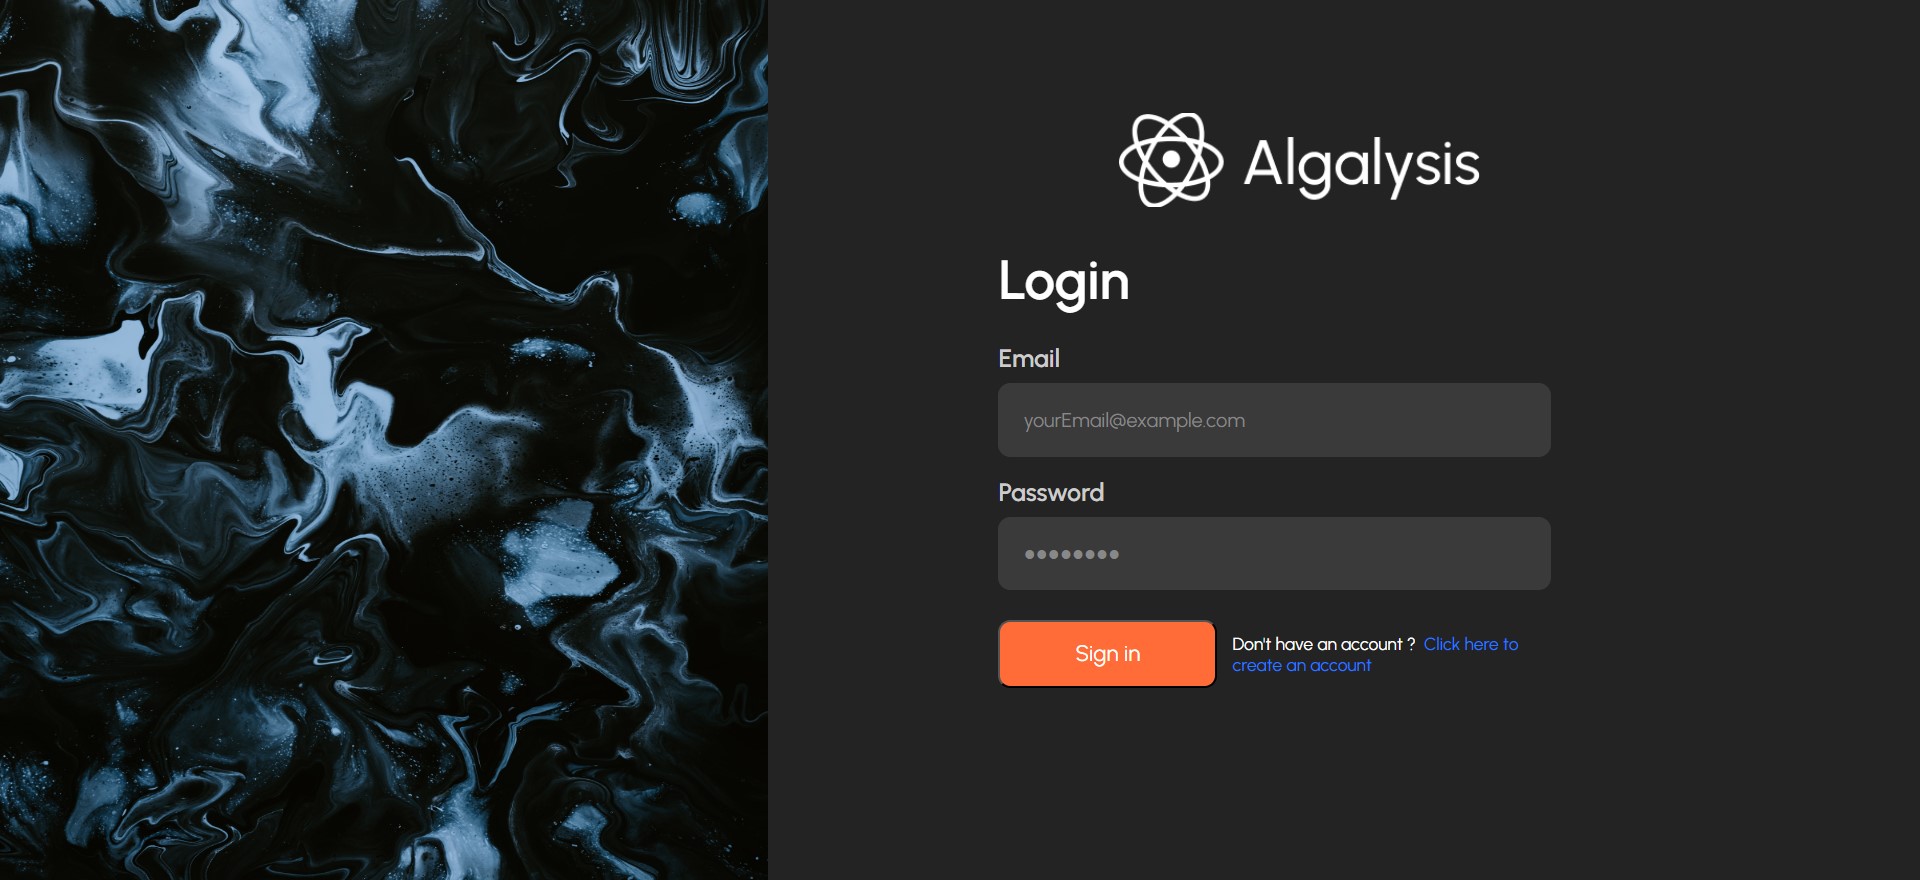 Algalysis
Login
Email
yourEmail@example.com
Password
●●●●●●●●
Sign in
Don't have an account ? Click here to
create an account